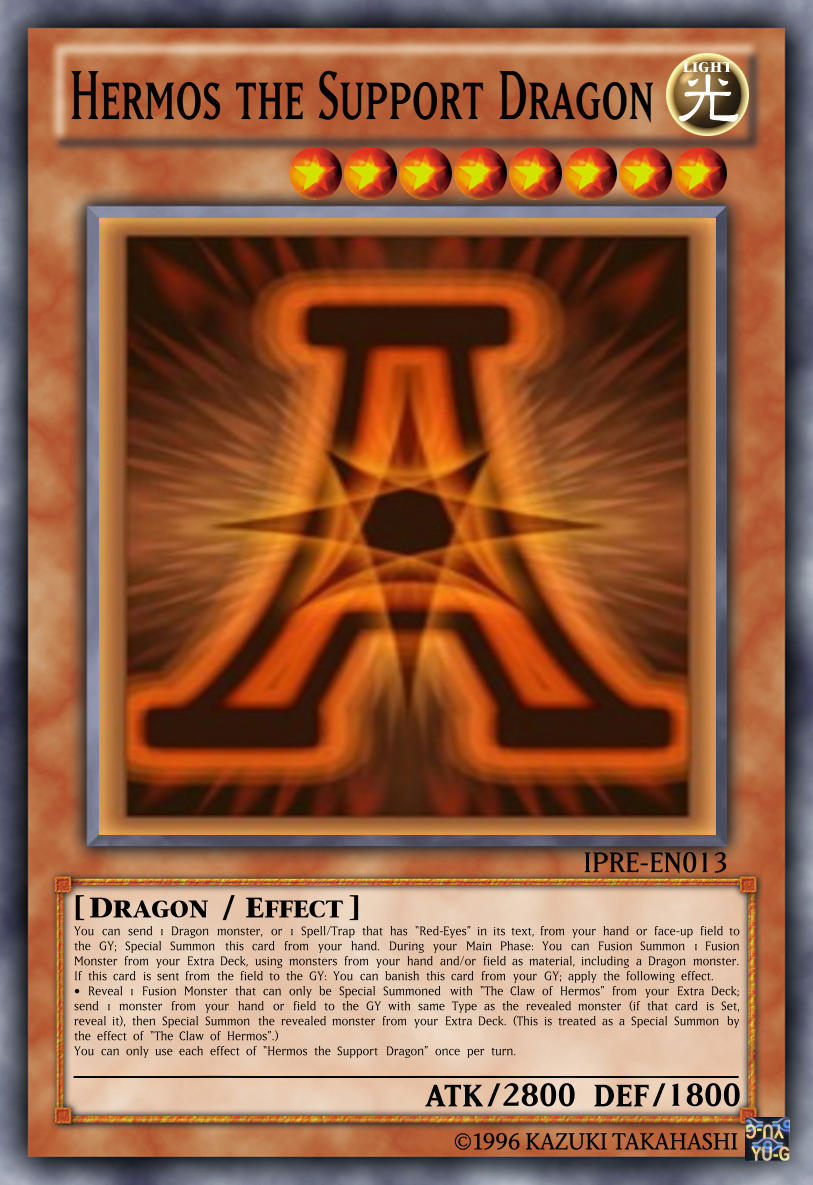 HERMOS THE SUPPORT DRAGON
LIGHT
光
A
IPRE-EN013
[ DRAGON / EFFECT ]
You can send 1 Dragon monster, or 1 Spell/Trap that has "Red-Eyes" in its text, from your hand or face-up field to
the GY; Special Summon this card from your hand. During your Main Phase: You can Fusion Summon 1 Fusion
Monster from your Extra Deck, using monsters from your hand and/or field as material, including a Dragon monster.
If this card is sent from the field to the GY: You can banish this card from your GY; apply the following effect.
• Reveal 1 Fusion Monster that can only be Special Summoned with "The Claw of Hermos" from your Extra Deck;
send 1 monster from your hand or field to the GY with same Type as the revealed monster (if that card is Set,
reveal it), then Special Summon the revealed monster from your Extra Deck. (This is treated as a Special Summon by
the effect of "The Claw of Hermos".)
You can only use each effect of "Hermos the Support Dragon" once per turn.
ATK/2800 DEF/1800
©1996 KAZUKI TAKAHASHI
YU-G
YU-G